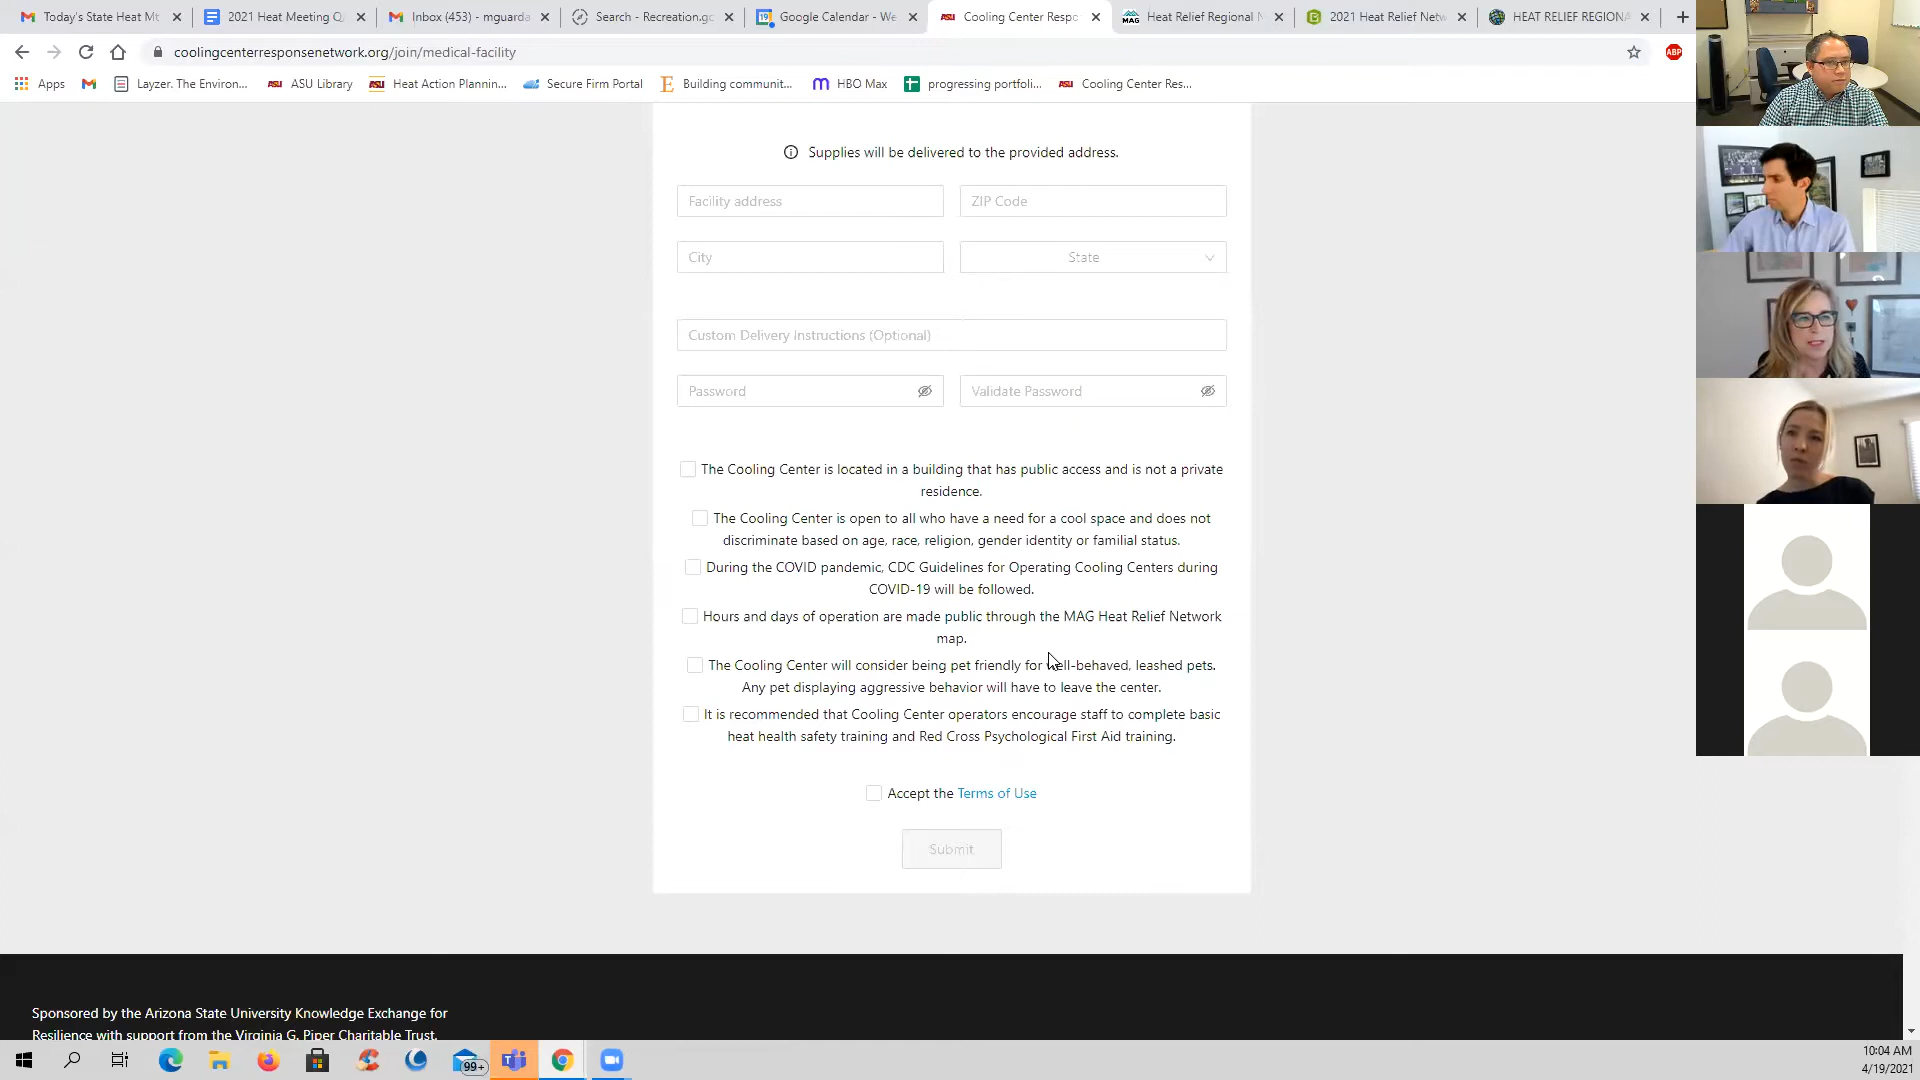 Today's State Heat Mt
2021 Heat Meeting Q
Inbox (453) - mguarda
Search - Recreation.go
Google Calendar - We
Cooling Center Respo
Heat Relief Regional N
2021 Heat Relief Netw
HEAT RELIEF REGIONA
coolingcenterresponsenetwork.org/join/medical-facility
Apps
Layzer. The Environ...
ASU Library
Heat Action Plannin...
Secure Firm Portal
Building communit...
HBO Max
progressing portfoli...
Cooling Center Res...
Supplies will be delivered to the provided address.
Facility address
ZIP Code
City
State
Custom Delivery Instructions (Optional)
Password
Validate Password
The Cooling Center is located in a building that has public access and is not a private
residence.
The Cooling Center is open to all who have a need for a cool space and does not
discriminate based on age, race, religion, gender identity or familial status.
During the COVID pandemic, CDC Guidelines for Operating Cooling Centers during
COVID-19 will be followed.
Hours and days of operation are made public through the MAG Heat Relief Network
map.
The Cooling Center will consider being pet friendly for well-behaved, leashed pets.
Any pet displaying aggressive behavior will have to leave the center.
It is recommended that Cooling Center operators encourage staff to complete basic
heat health safety training and Red Cross Psychological First Aid training.
Accept the Terms of Use
Submit
Sponsored by the Arizona State University Knowledge Exchange for
Resilience with support from the Virginia G. Piper Charitable Trust.
99+
10:04 AM
4/19/2021